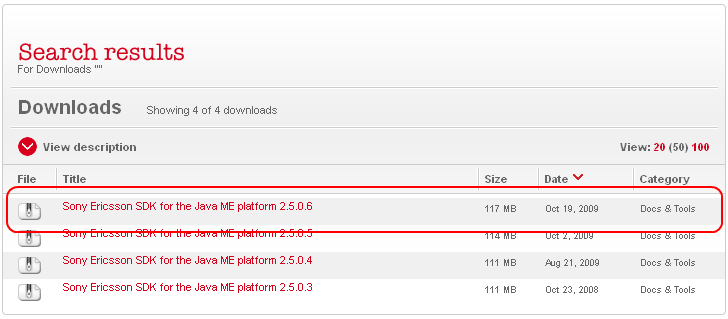 Search results
For Downloads ""
Downloads Showing 4 of 4 downloads
View description View: 20 (50) 100
File Title Size Date Category
Sony Ericsson SDK for the Java ME platform 2.5.0.6 117 MB Oct 19, 2009 Docs & Tools
Sony Ericsson SDK for the Java ME platform 2.5.0.5 114 MB Oct 2, 2009 Docs & Tools
Sony Ericsson SDK for the Java ME platform 2.5.0.4 111 MB Aug 21, 2009 Docs & Tools
Sony Ericsson SDK for the Java ME platform 2.5.0.3 111 MB Oct 23, 2008 Docs & Tools